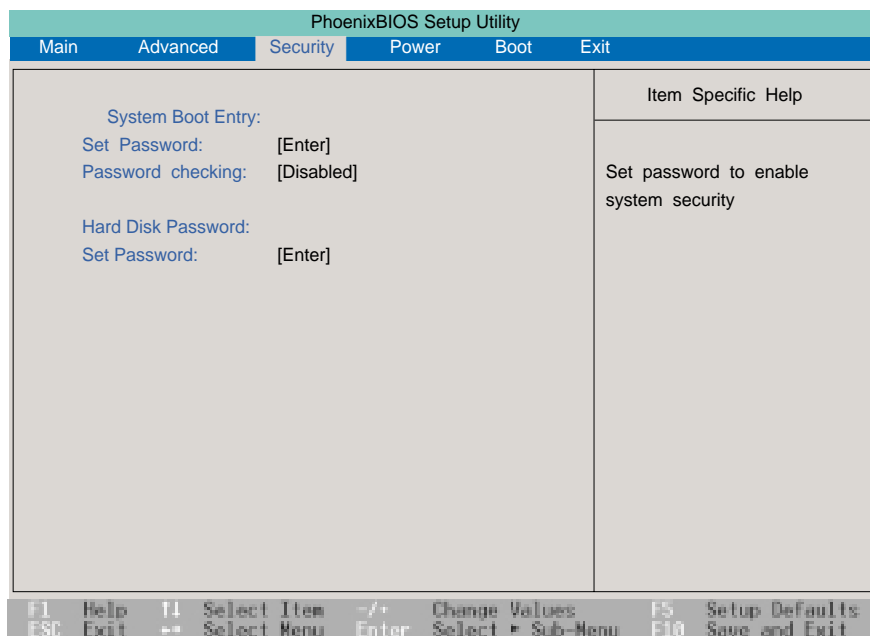 PhoenixBIOS Setup Utility
Main Advanced Security Power Boot Exit
Item Specific Help
System Boot Entry:
Set Password: [Enter]
Password checking: [Disabled]
Set password to enable
system security
Hard Disk Password:
Set Password: [Enter]
F1 Help ↑↓ Select Item -/+ Change Values F5 Setup Defaults
ESC Exit ←→ Select Menu Enter Select ► Sub-Menu F10 Save and Exit